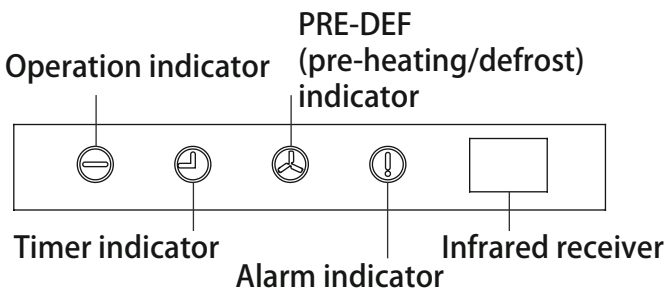 PRE-DEF
(pre-heating/defrost)
indicator
Operation indicator
Timer indicator
Alarm indicator
Infrared receiver